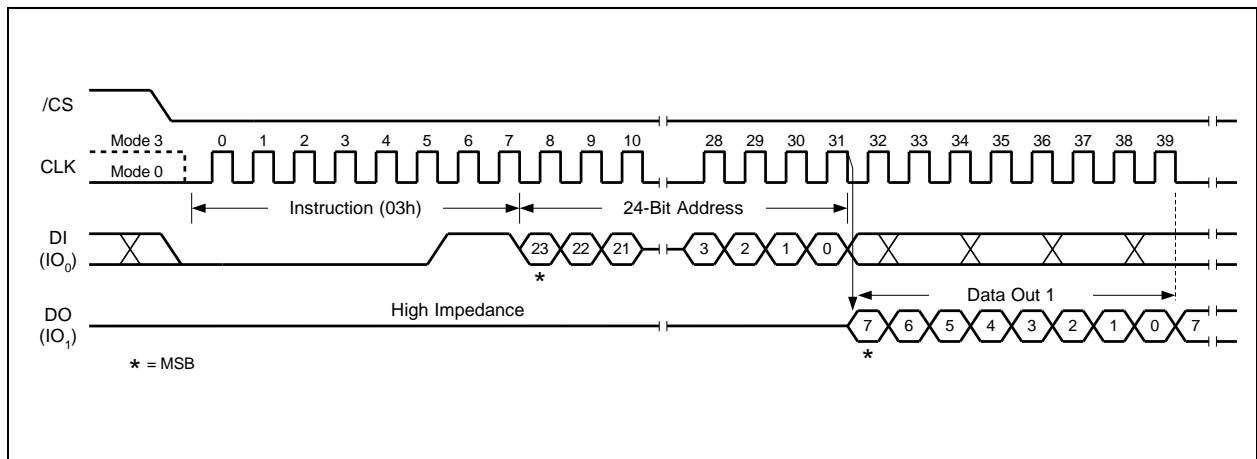 /CS
Mode 3
0 1 2 3 4 5 6 7 8 9 10 28 29 30 31 32 33 34 35 36 37 38 39
CLK
Mode 0
Instruction (03h)
24-Bit Address
DI
(IO0)
23 22 21 3 2 1 0
*
Data Out 1
High Impedance
DO
(IO1)
7 6 5 4 3 2 1 0 7
*
* = MSB